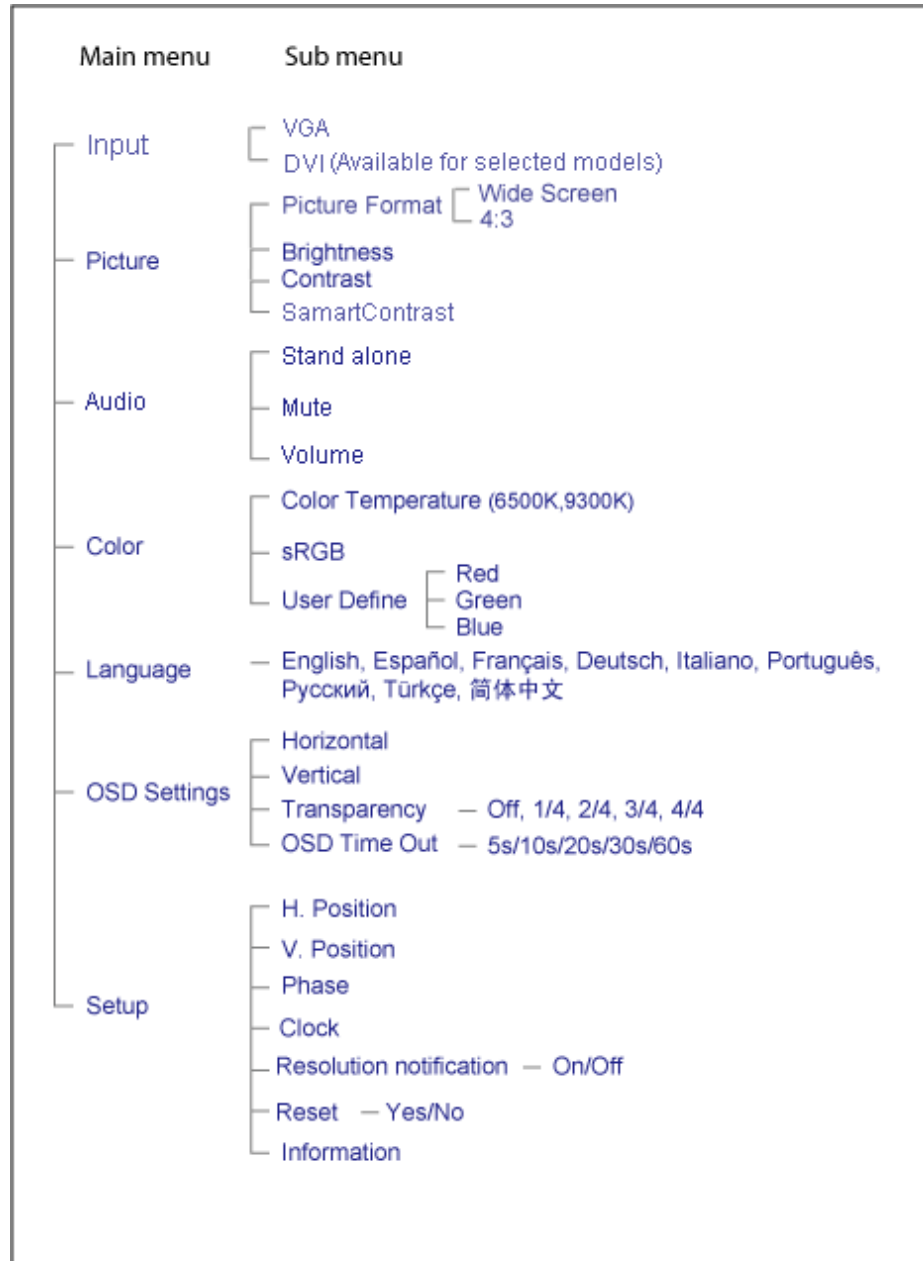 Main menu Sub menu
Input VGA
DVI (Available for selected models)
Picture Format Wide Screen
4:3
Picture Brightness
Contrast
SamartContrast
Stand alone
Audio Mute
Volume
Color Temperature (6500K,9300K)
Color sRGB
Red
User Define Green
Blue
Language — English, Español, Français, Deutsch, Italiano, Português,
Русский, Türkçe, 简体中文
Horizontal
Vertical
OSD Settings Transparency — Off, 1/4, 2/4, 3/4, 4/4
OSD Time Out — 5s/10s/20s/30s/60s
H. Position
V. Position
Phase
Setup
Clock
Resolution notification — On/Off
Reset — Yes/No
Information